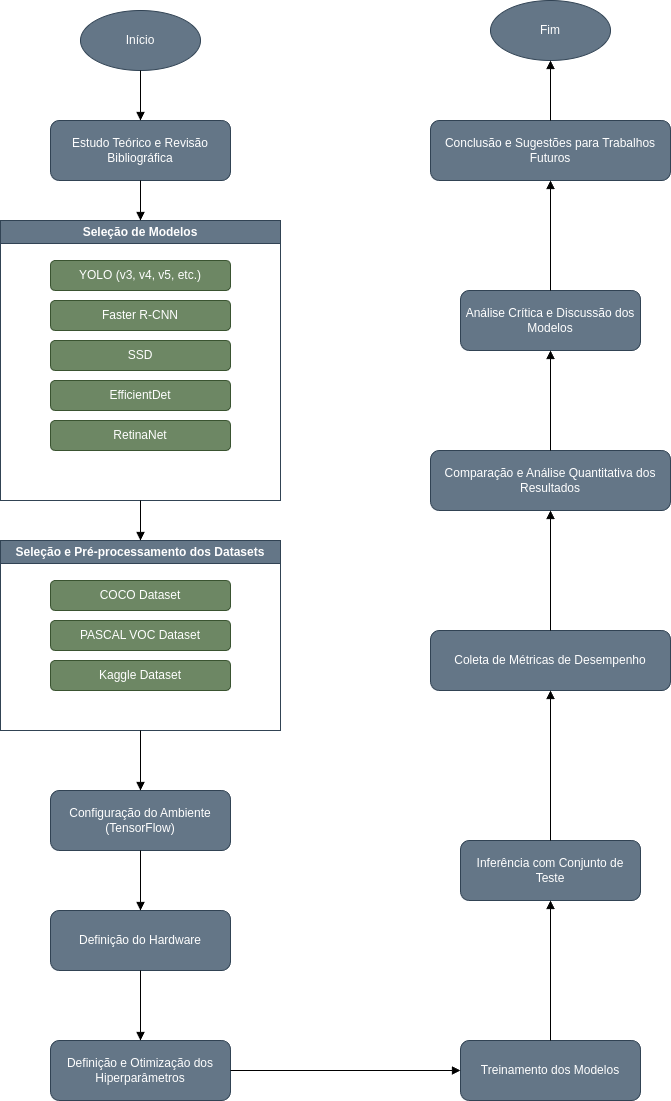 Início
Estudo Teórico e Revisão
Bibliográfica
Seleção de Modelos
YOLO (v3, v4, v5, etc.)
Faster R-CNN
SSD
EfficientDet
RetinaNet
Seleção e Pré-processamento dos Datasets
COCO Dataset
PASCAL VOC Dataset
Kaggle Dataset
Configuração do Ambiente
(TensorFlow)
Definição do Hardware
Definição e Otimização dos
Hiperparâmetros
Treinamento dos Modelos
Inferência com Conjunto de
Teste
Coleta de Métricas de Desempenho
Comparação e Análise Quantitativa dos
Resultados
Análise Crítica e Discussão dos
Modelos
Conclusão e Sugestões para Trabalhos
Futuros
Fim